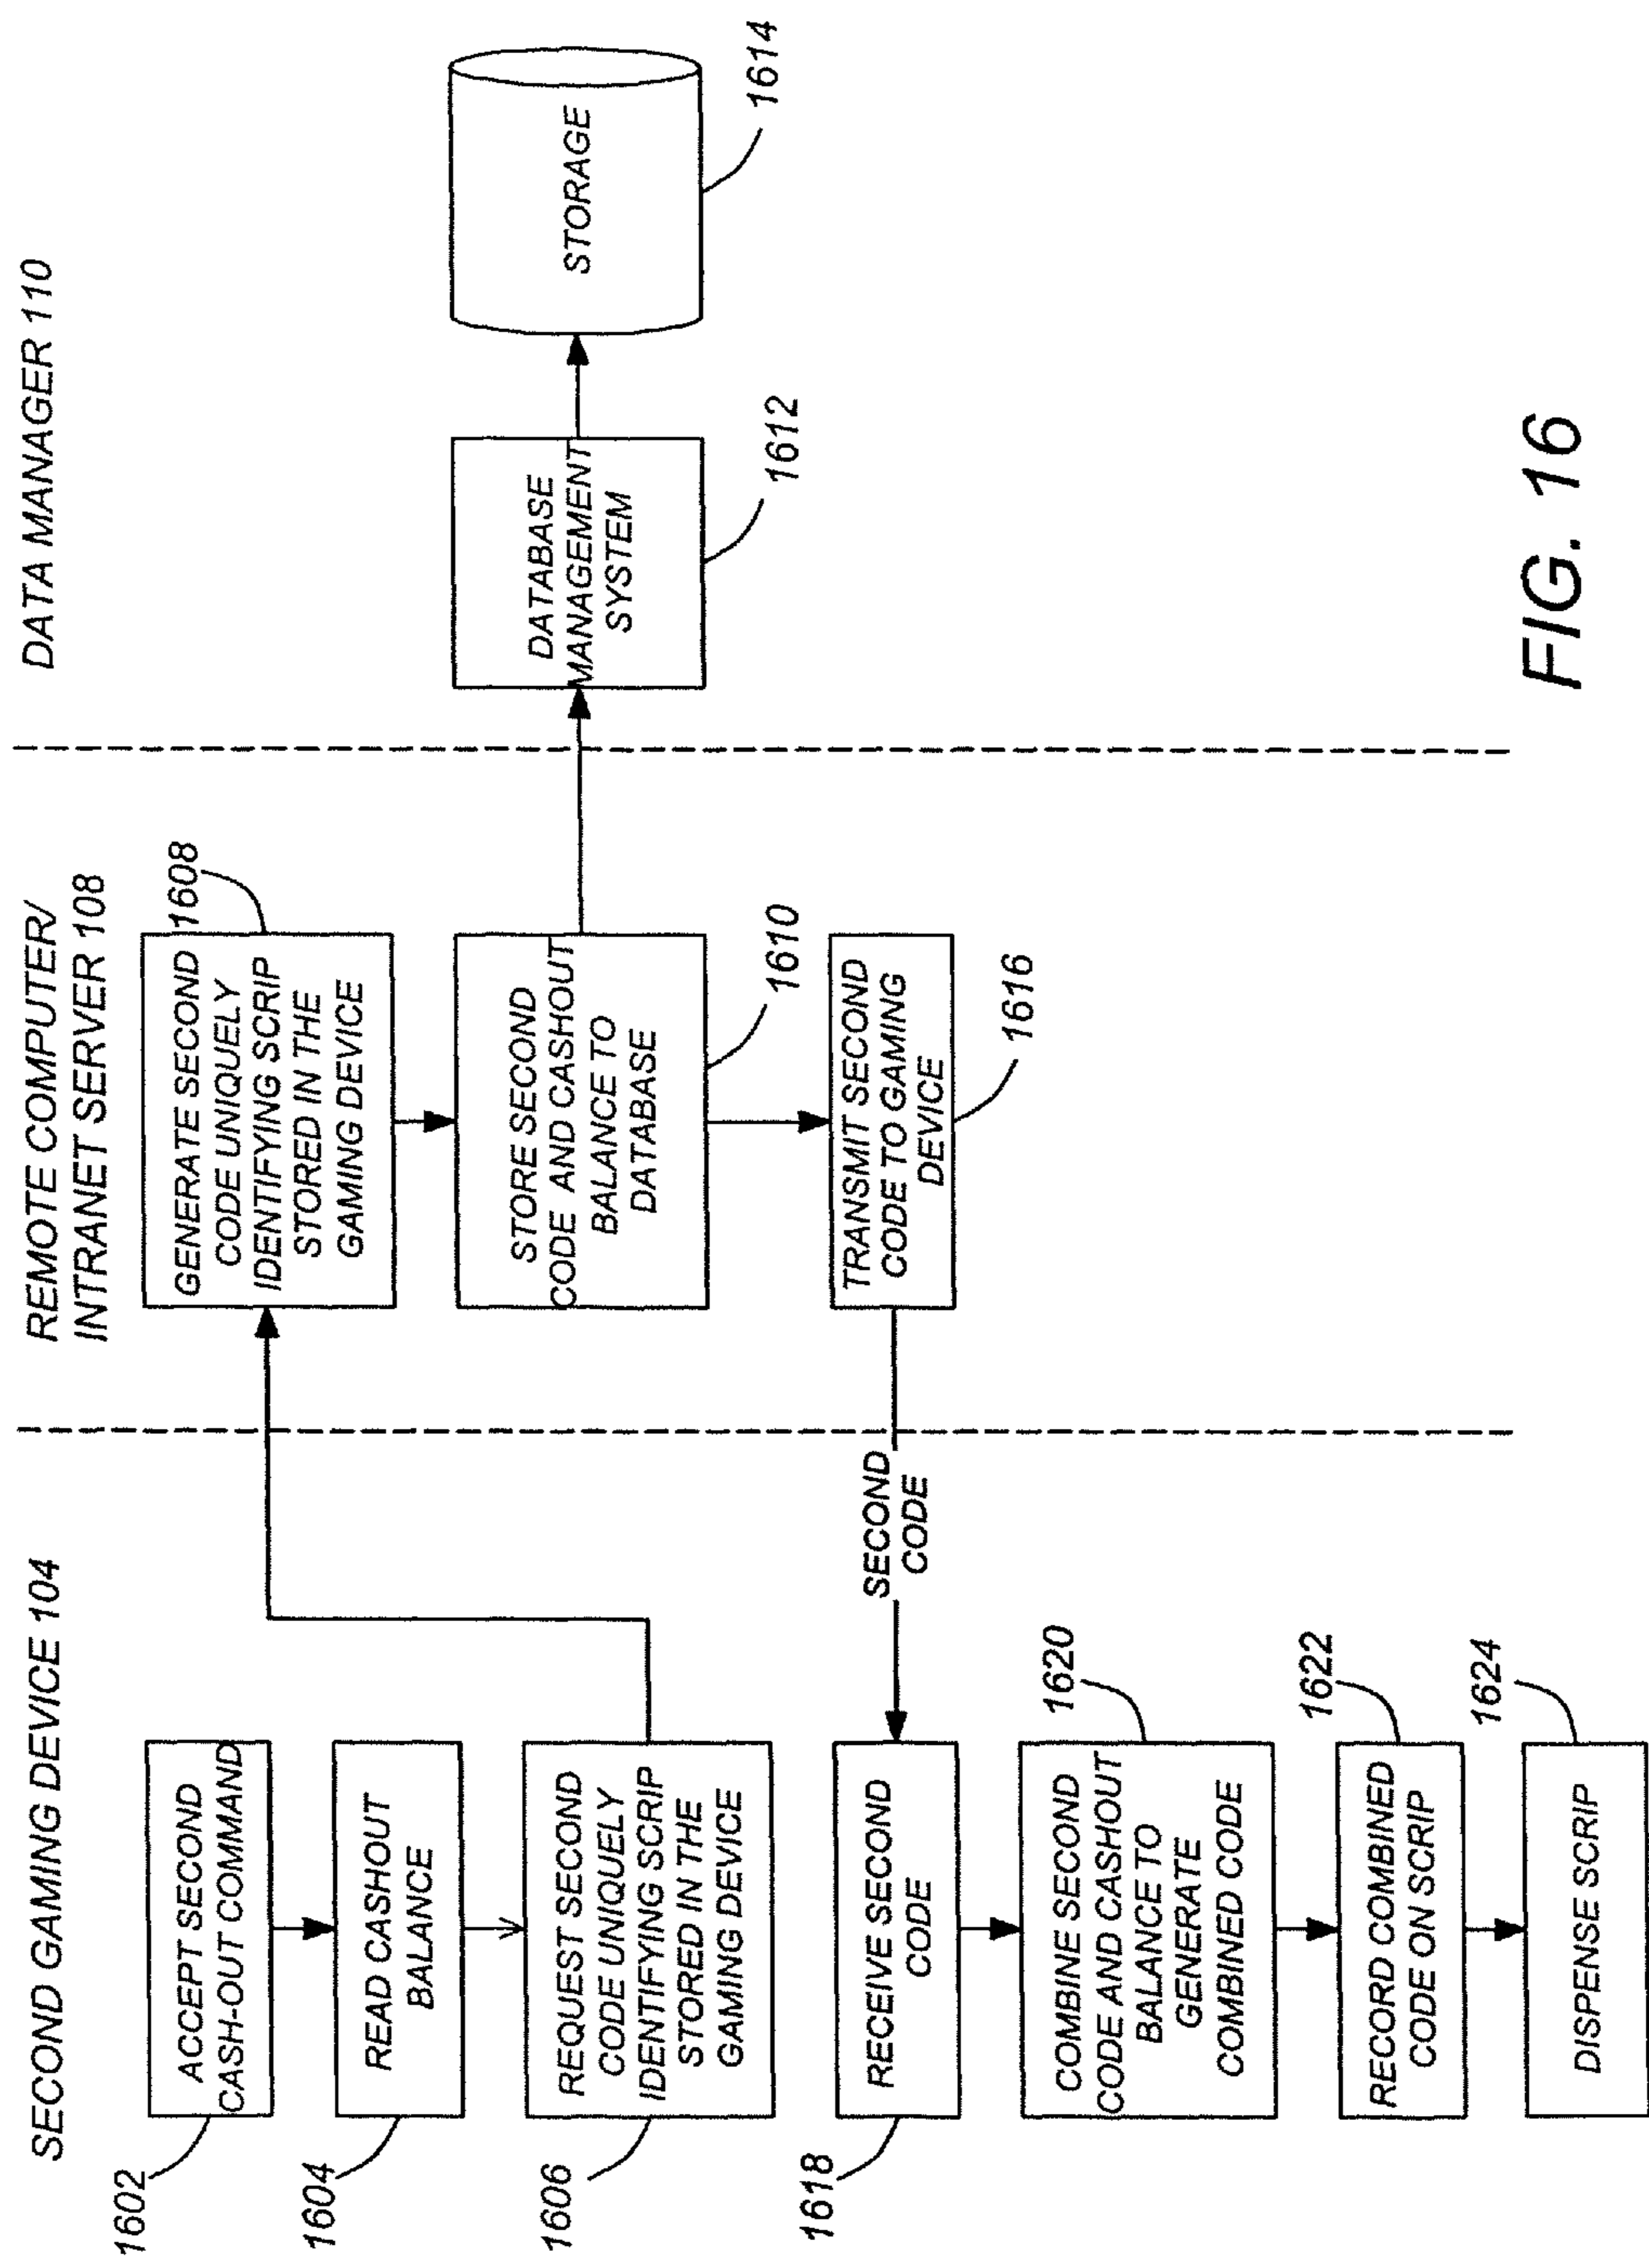 SECOND GAMING DEVICE 104
1602
ACCEPT SECOND
CASH-OUT COMMAND
1604
READ CASHOUT
BALANCE
1606
REQUEST SECOND
CODE UNIQUELY
IDENTIFYING SCRIP
STORED IN THE
GAMING DEVICE
1618
RECEIVE SECOND
CODE
1620
COMBINE SECOND
CODE AND CASHOUT
BALANCE TO
GENERATE
COMBINED CODE
1622
RECORD COMBINED
CODE ON SCRIP
1624
DISPENSE SCRIP
SECOND
CODE
REMOTE COMPUTER/
INTRANET SERVER 108
1608
GENERATE SECOND
CODE UNIQUELY
IDENTIFYING SCRIP
STORED IN THE
GAMING DEVICE
STORE SECOND
CODE AND CASHOUT
BALANCE TO
DATABASE
1610
TRANSMIT SECOND
CODE TO GAMING
DEVICE
1616
DATA MANAGER 110
DATABASE
MANAGEMENT
SYSTEM
1612
STORAGE
1614
FIG. 16